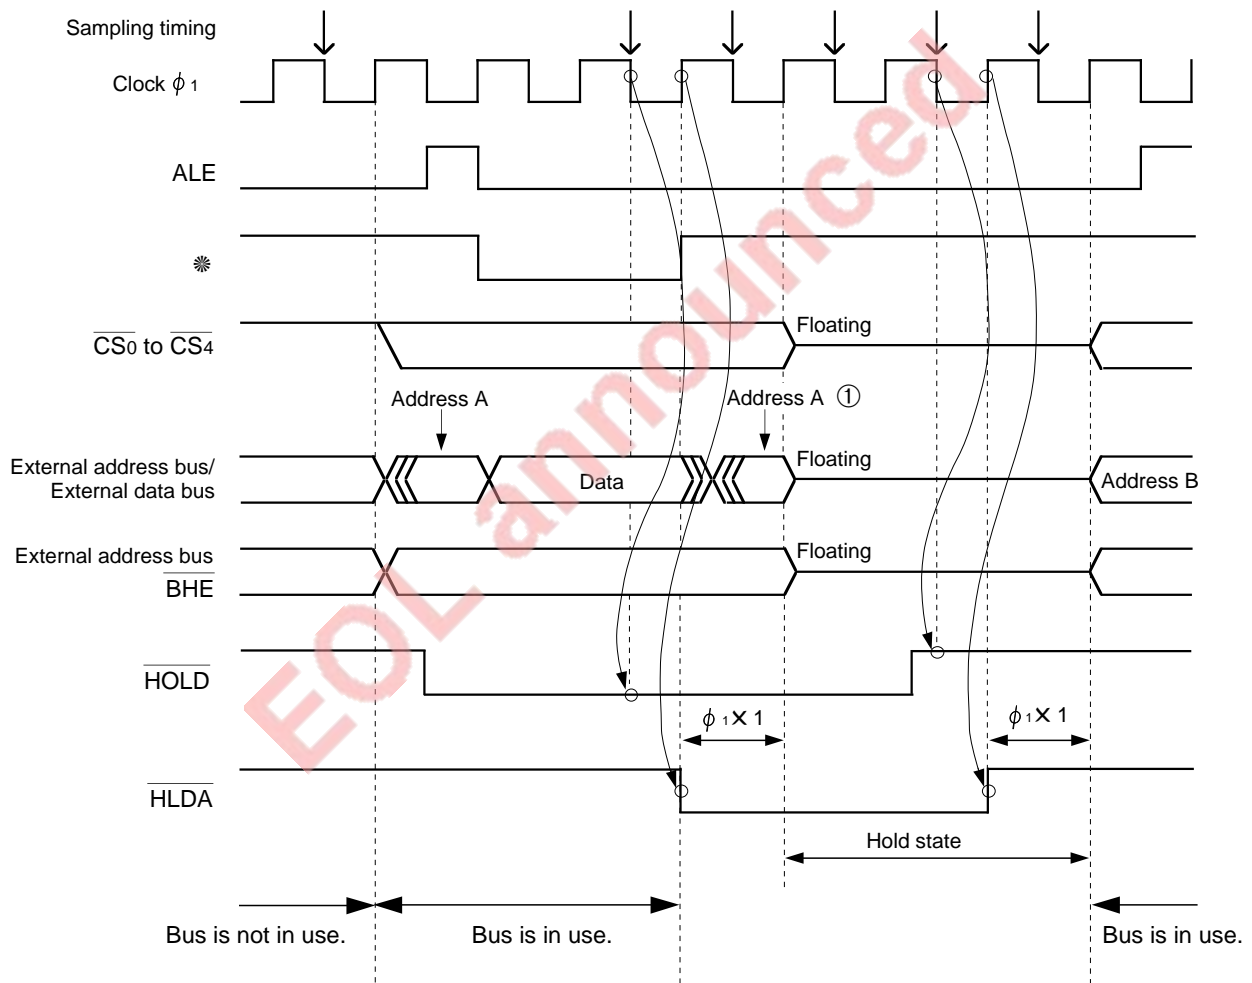 Sampling timing
Clock ϕ1
ALE
※
CS0 to CS4
Floating
Address A
Address A ①
External address bus/
External data bus
Data
Floating
Address B
External address bus
BHE
Floating
HOLD
ϕ1×1
ϕ1×1
HLDA
Hold state
Bus is not in use.
Bus is in use.
Bus is in use.
EOL announced